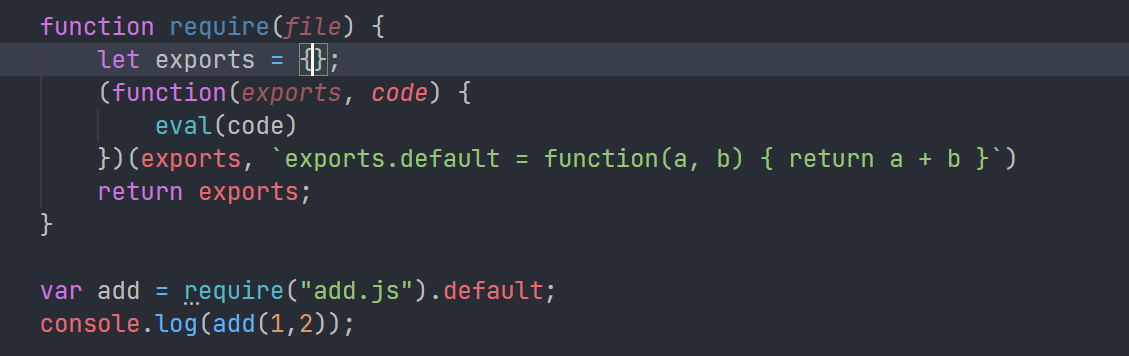 function require(file) {
    let exports = {};
    (function(exports, code) {
        eval(code)
    })(exports, `exports.default = function(a, b) { return a + b }`)
    return exports;
}

var add = require("add.js").default;
console.log(add(1,2));